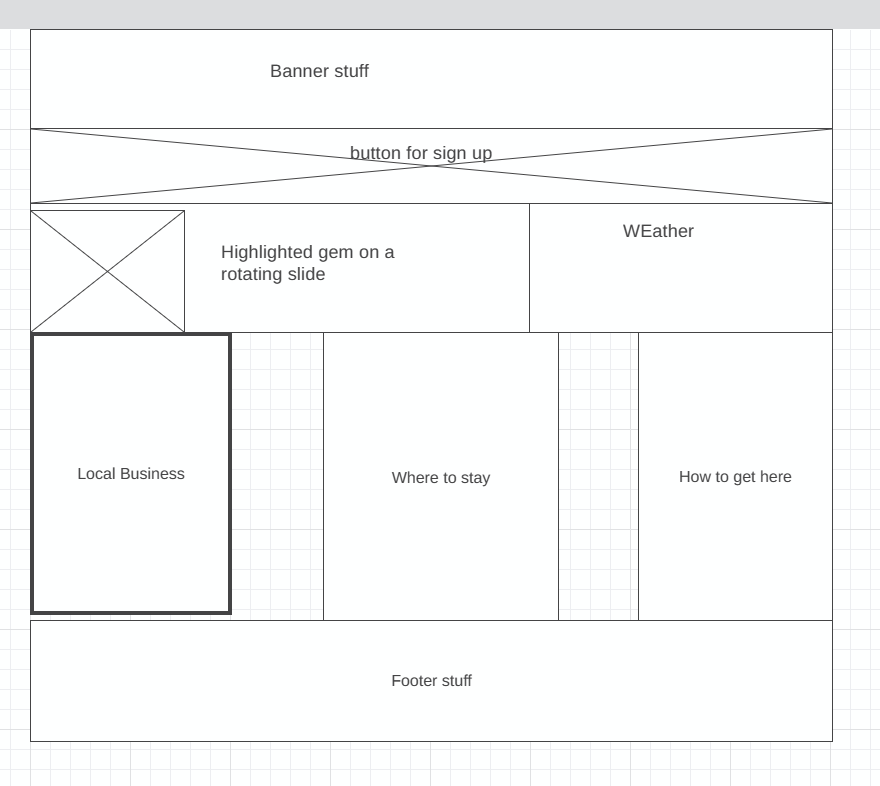 Banner stuff
button for sign up
Highlighted gem on a
rotating slide
WEather
Local Business
Where to stay
How to get here
Footer stuff